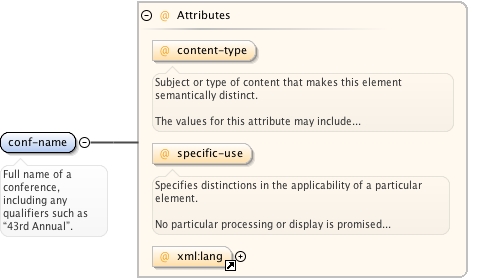 @ Attributes
@ content-type
Subject or type of content that makes this element
semantically distinct.
The values for this attribute may include...
conf-name
@ specific-use
Full name of a
conference,
including any
qualifiers such as
“43rd Annual”.
Specifies distinctions in the applicability of a particular
element.
No particular processing or display is promised...
@ xml:lang